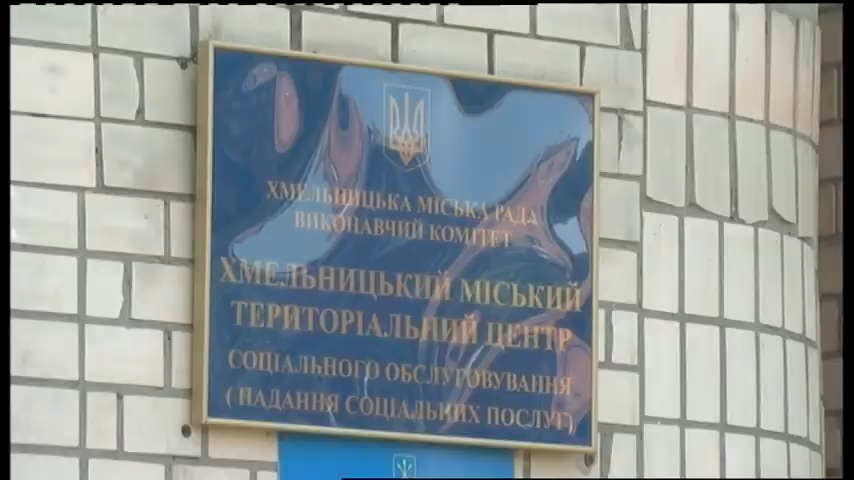 ХМЕЛЬНИЦЬКА МІСЬКА РАДА
ВИКОНАВЧИЙ КОМІТЕТ
ХМЕЛЬНИЦЬКИЙ МІСЬКИЙ
ТЕРИТОРІАЛЬНИЙ ЦЕНТР
СОЦІАЛЬНОГО ОБСЛУГОВУВАННЯ
(НАДАННЯ СОЦІАЛЬНИХ ПОСЛУГ)